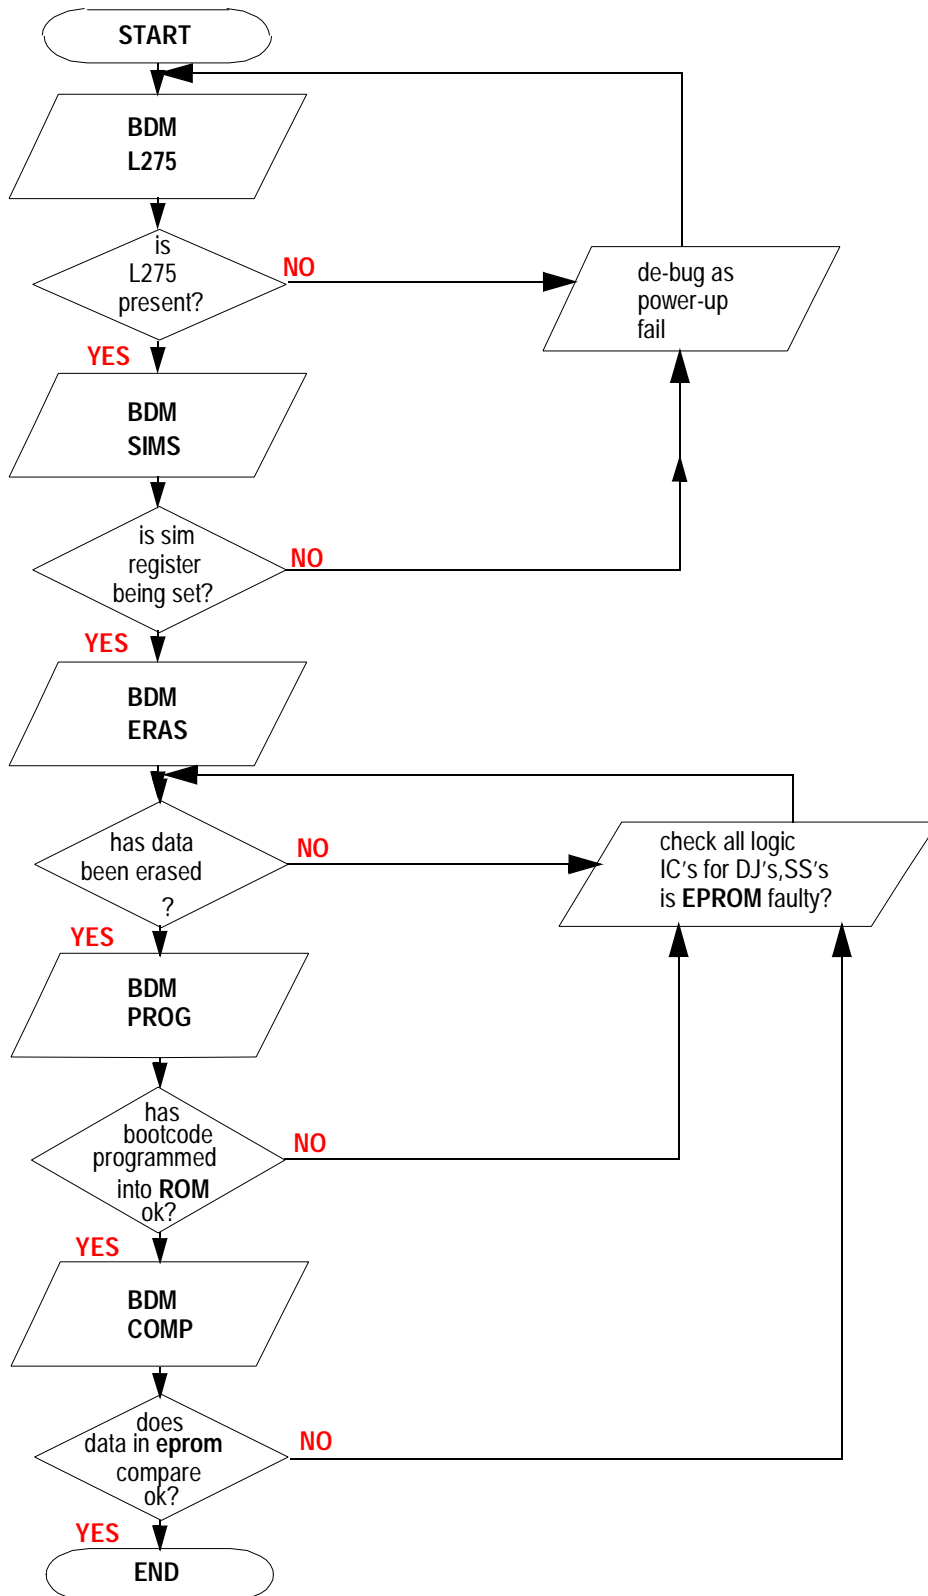 START
BDM
L275
is
L275
present?
NO
de-bug as
power-up
fail
YES
BDM
SIMS
is sim
register
being set?
NO
YES
BDM
ERAS
has data
been erased
?
NO
check all logic
IC's for DJ's,SS's
is EPROM faulty?
YES
BDM
PROG
has
bootcode
programmed
into ROM
ok?
NO
YES
BDM
COMP
does
data in eprom
compare
ok?
NO
YES
END